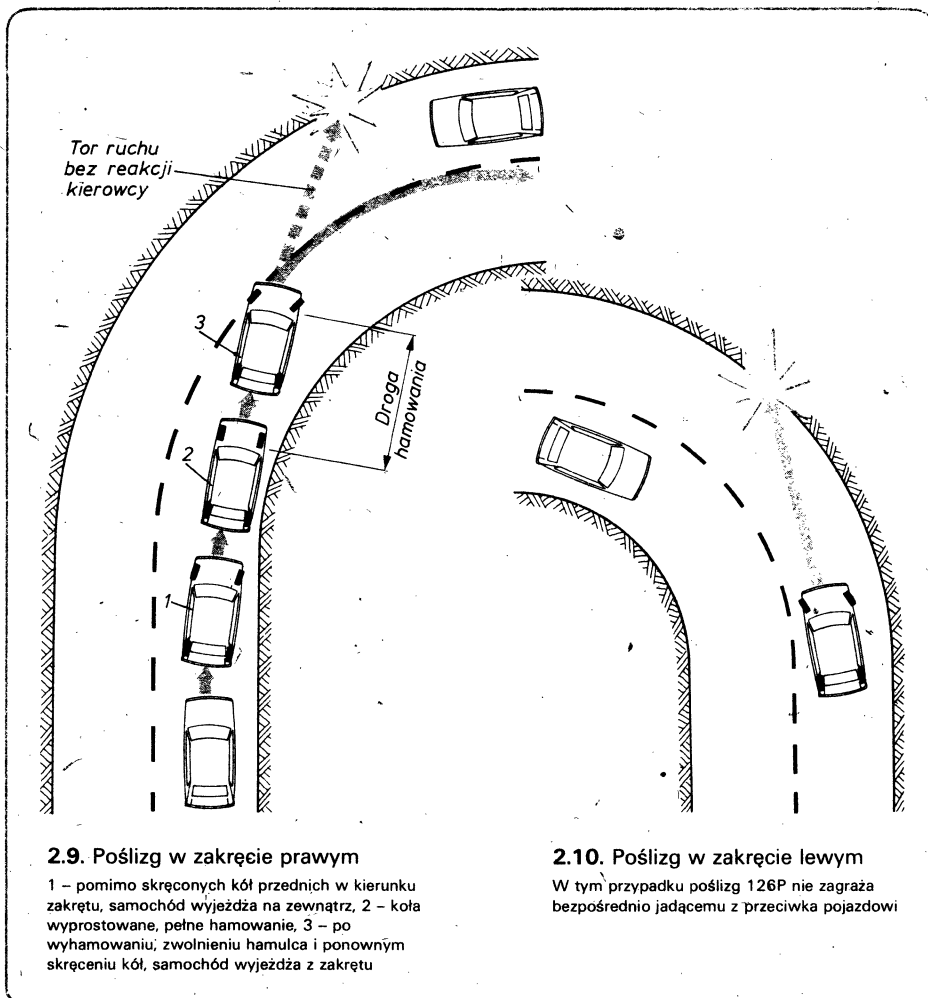 Tor ruchu
bez reakcji
kierowcy
3
Droga
hamowania
2
1
2.9. Poślizg w zakręcie prawym
1 – pomimo skręconych kół przednich w kierunku
zakrętu, samochód wyjeżdża na zewnątrz, 2 – koła
wyprostowane, pełne hamowanie, 3 – po
wyhamowaniu, zwolnieniu hamulca i ponownym
skręceniu kół, samochód wyjeżdża z zakrętu
2.10. Poślizg w zakręcie lewym
W tym przypadku poślizg 126P nie zagraża
bezpośrednio jadącemu z przeciwka pojazdowi